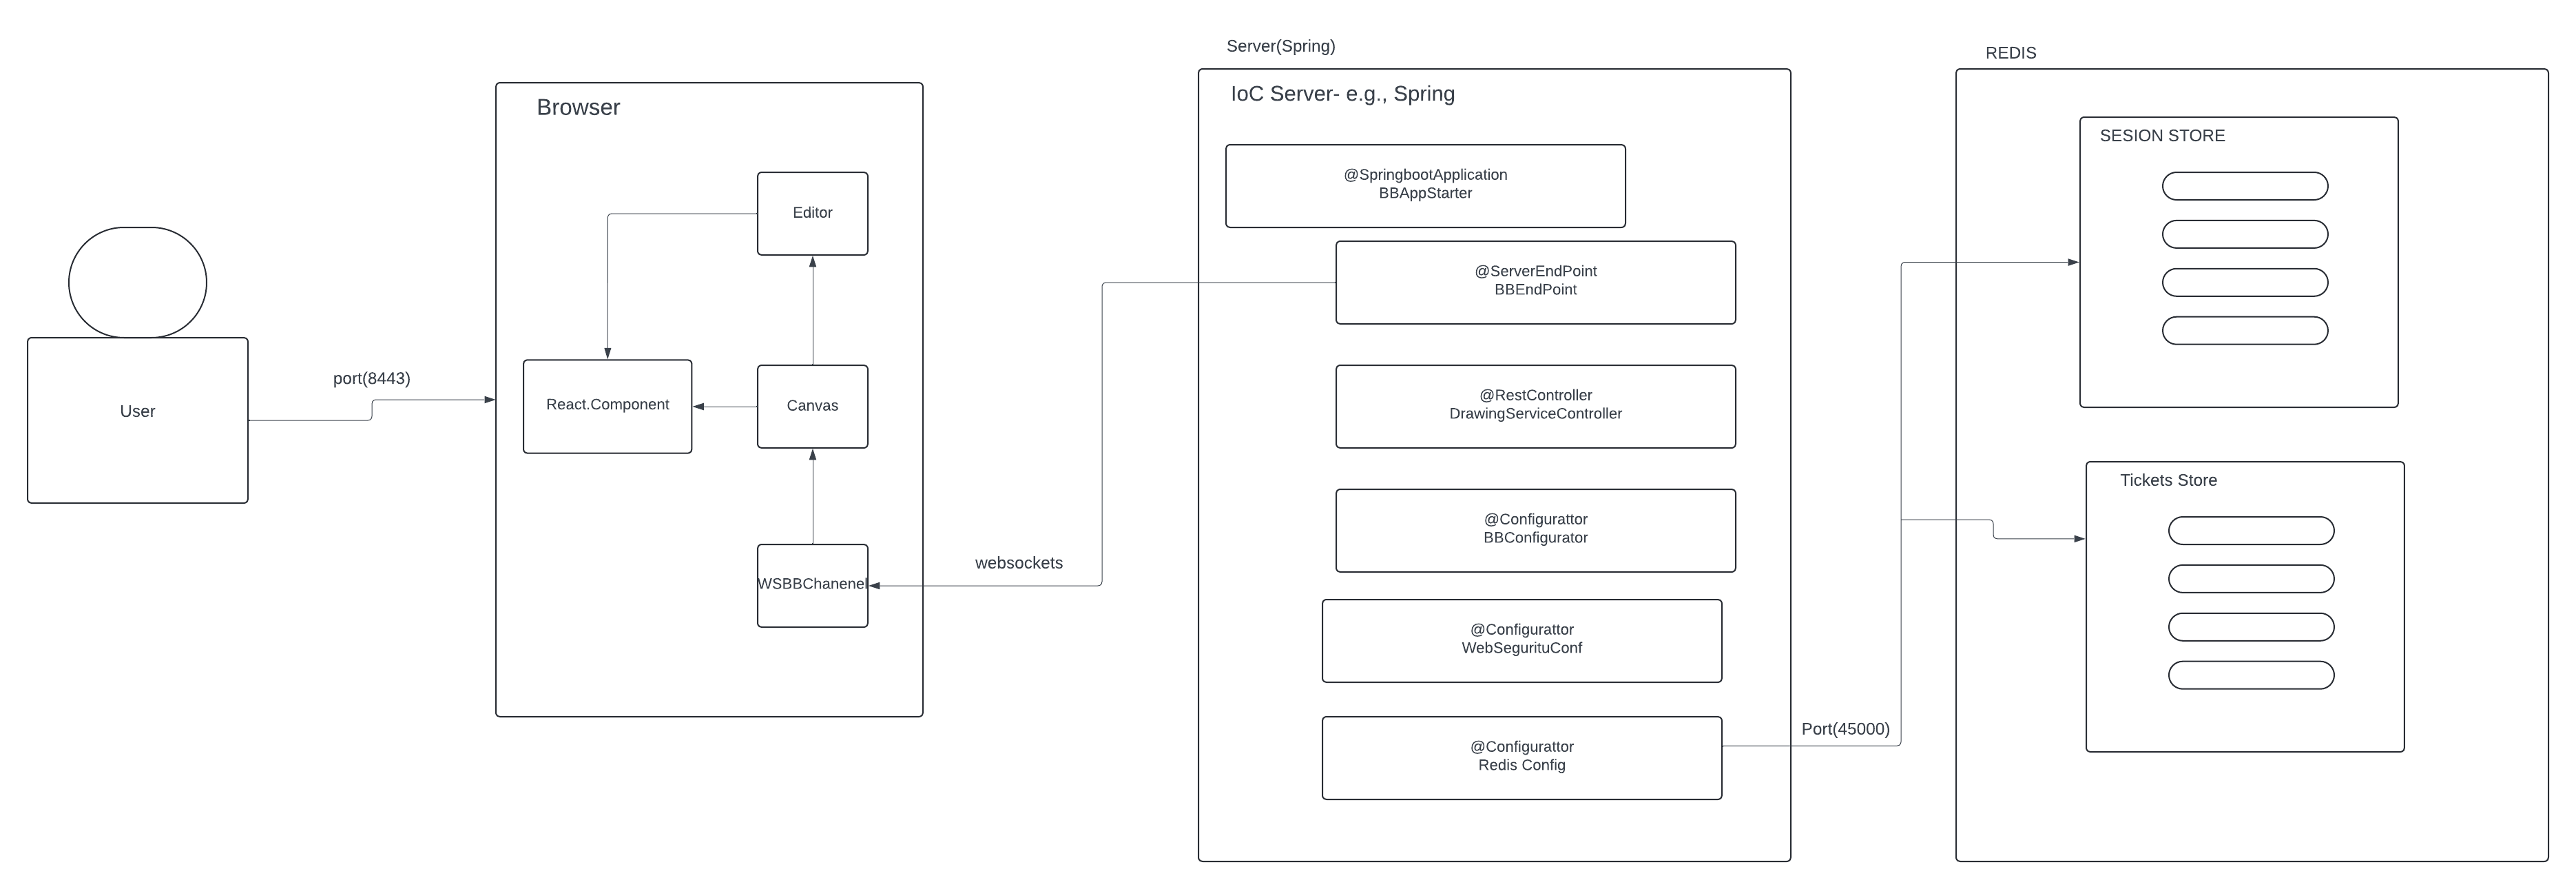 User
port(8443)
Browser
Editor
React.Component
Canvas
WSBBChanenel
websockets
Server(Spring)
IoC Server- e.g., Spring
@SpringbootApplication
BBAppStarter
@ServerEndPoint
BBEndPoint
@RestController
DrawingServiceController
@Configurattor
BBConfigurator
@Configurattor
WebSegurituConf
@Configurattor
Redis Config
Port(45000)
REDIS
SESION STORE
Tickets Store